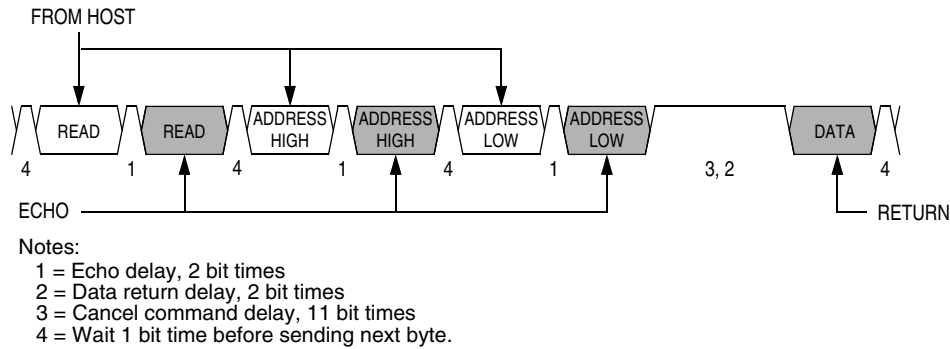 FROM HOST
READ READ ADDRESS HIGH ADDRESS HIGH ADDRESS LOW ADDRESS LOW DATA
4 1 4 1 4 1 3, 2 4
ECHO RETURN
Notes:
1 = Echo delay, 2 bit times
2 = Data return delay, 2 bit times
3 = Cancel command delay, 11 bit times
4 = Wait 1 bit time before sending next byte.